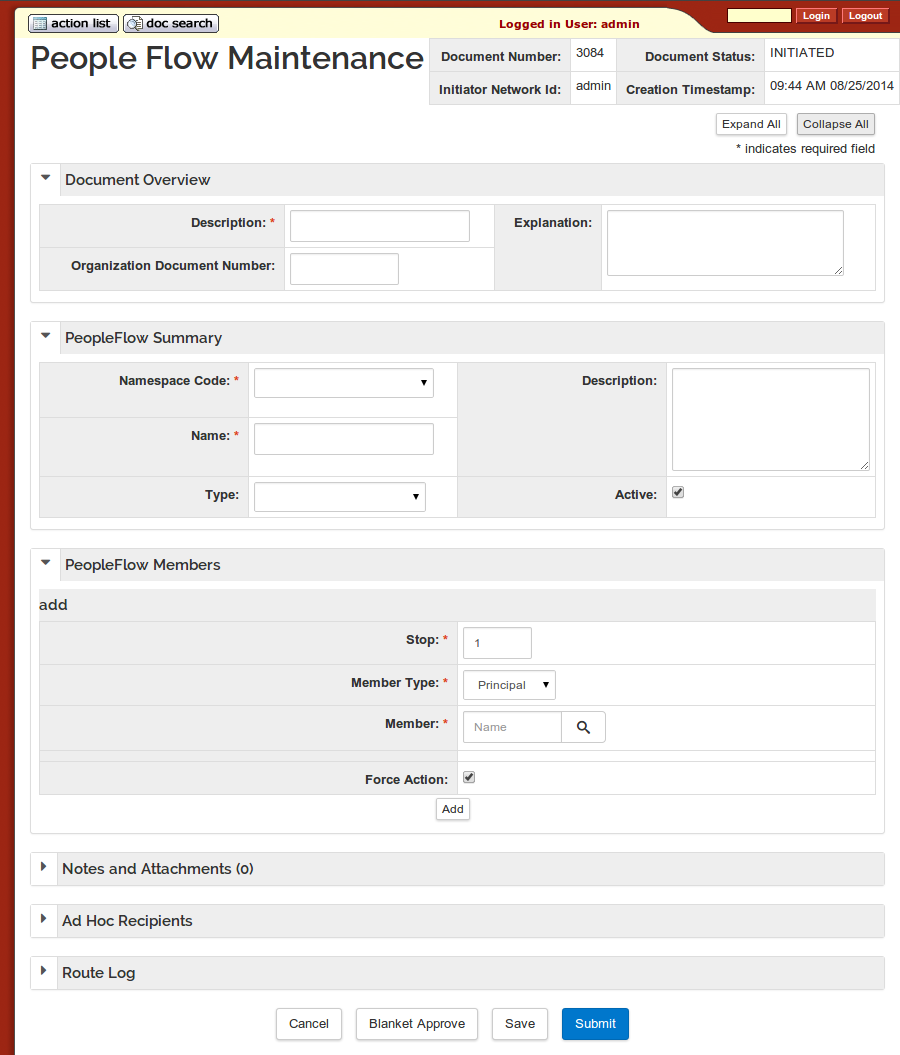 action list doc search Logged in User: admin Login Logout
People Flow Maintenance
Document Number: 3084 Document Status: INITIATED
Initiator Network Id: admin Creation Timestamp: 09:44 AM 08/25/2014
Expand All Collapse All
* indicates required field
Document Overview
Description: * Explanation:
Organization Document Number:
PeopleFlow Summary
Namespace Code: * Description:
Name: *
Type: Active:
PeopleFlow Members
add
Stop: * 1
Member Type: * Principal
Member: * Name
Force Action:
Add
Notes and Attachments (0)
Ad Hoc Recipients
Route Log
Cancel Blanket Approve Save Submit